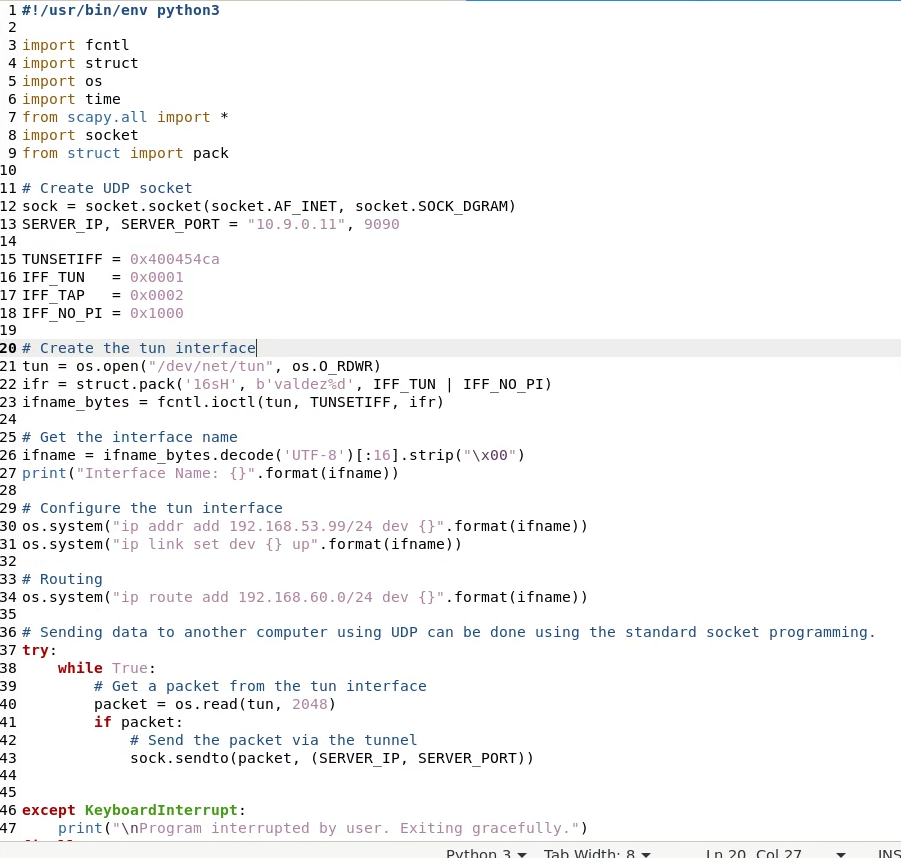 1 #!/usr/bin/env python3
2
3 import fcntl
4 import struct
5 import os
6 import time
7 from scapy.all import *
8 import socket
9 from struct import pack
10
11 # Create UDP socket
12 sock = socket.socket(socket.AF_INET, socket.SOCK_DGRAM)
13 SERVER_IP, SERVER_PORT = "10.9.0.11", 9090
14
15 TUNSETIFF = 0x400454ca
16 IFF_TUN   = 0x0001
17 IFF_TAP   = 0x0002
18 IFF_NO_PI = 0x1000
19
20 # Create the tun interface
21 tun = os.open("/dev/net/tun", os.O_RDWR)
22 ifr = struct.pack('16sH', b'valdez%d', IFF_TUN | IFF_NO_PI)
23 ifname_bytes = fcntl.ioctl(tun, TUNSETIFF, ifr)
24
25 # Get the interface name
26 ifname = ifname_bytes.decode('UTF-8')[:16].strip("\x00")
27 print("Interface Name: {}".format(ifname))
28
29 # Configure the tun interface
30 os.system("ip addr add 192.168.53.99/24 dev {}".format(ifname))
31 os.system("ip link set dev {} up".format(ifname))
32
33 # Routing
34 os.system("ip route add 192.168.60.0/24 dev {}".format(ifname))
35
36 # Sending data to another computer using UDP can be done using the standard socket programming.
37 try:
38     while True:
39         # Get a packet from the tun interface
40         packet = os.read(tun, 2048)
41         if packet:
42             # Send the packet via the tunnel
43             sock.sendto(packet, (SERVER_IP, SERVER_PORT))
44
45
46 except KeyboardInterrupt:
47     print("\nProgram interrupted by user. Exiting gracefully.")
Python 3 Tab Width: 8 Ln 20, Col 27 INS